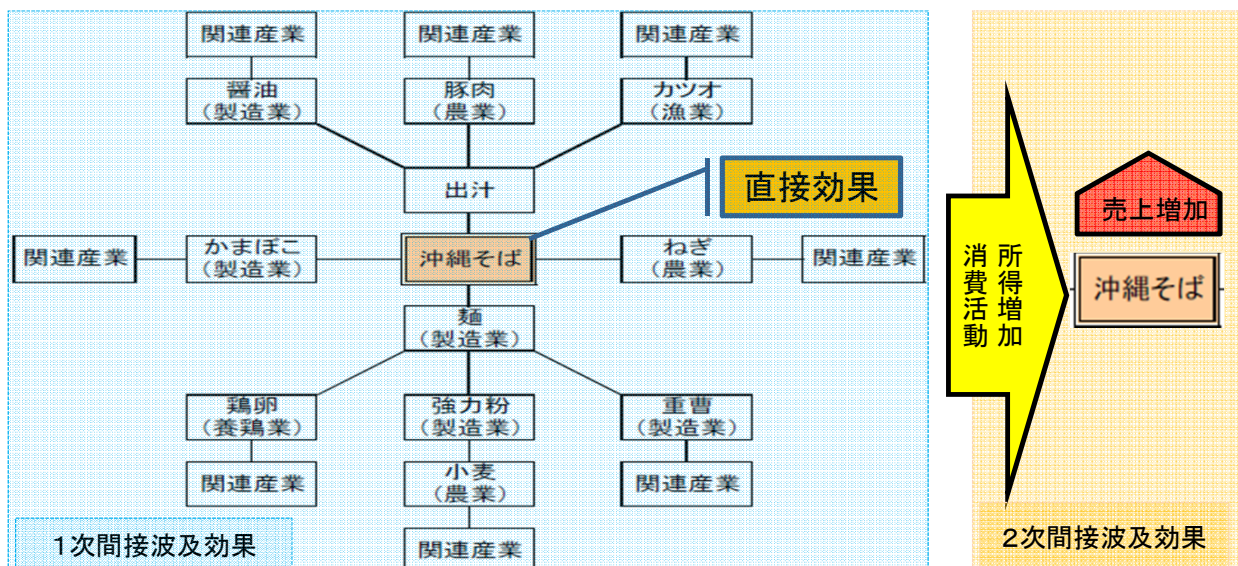 関連産業
関連産業
関連産業
醤油
(製造業)
豚肉
(農業)
カツオ
(漁業)
出汁
直接効果
関連産業
かまぼこ
(製造業)
沖縄そば
ねぎ
(農業)
関連産業
麺
(製造業)
鶏卵
(養鶏業)
強力粉
(製造業)
重曹
(製造業)
関連産業
小麦
(農業)
関連産業
関連産業
1次間接波及効果
所得増加
消費活動
売上増加
沖縄そば
2次間接波及効果